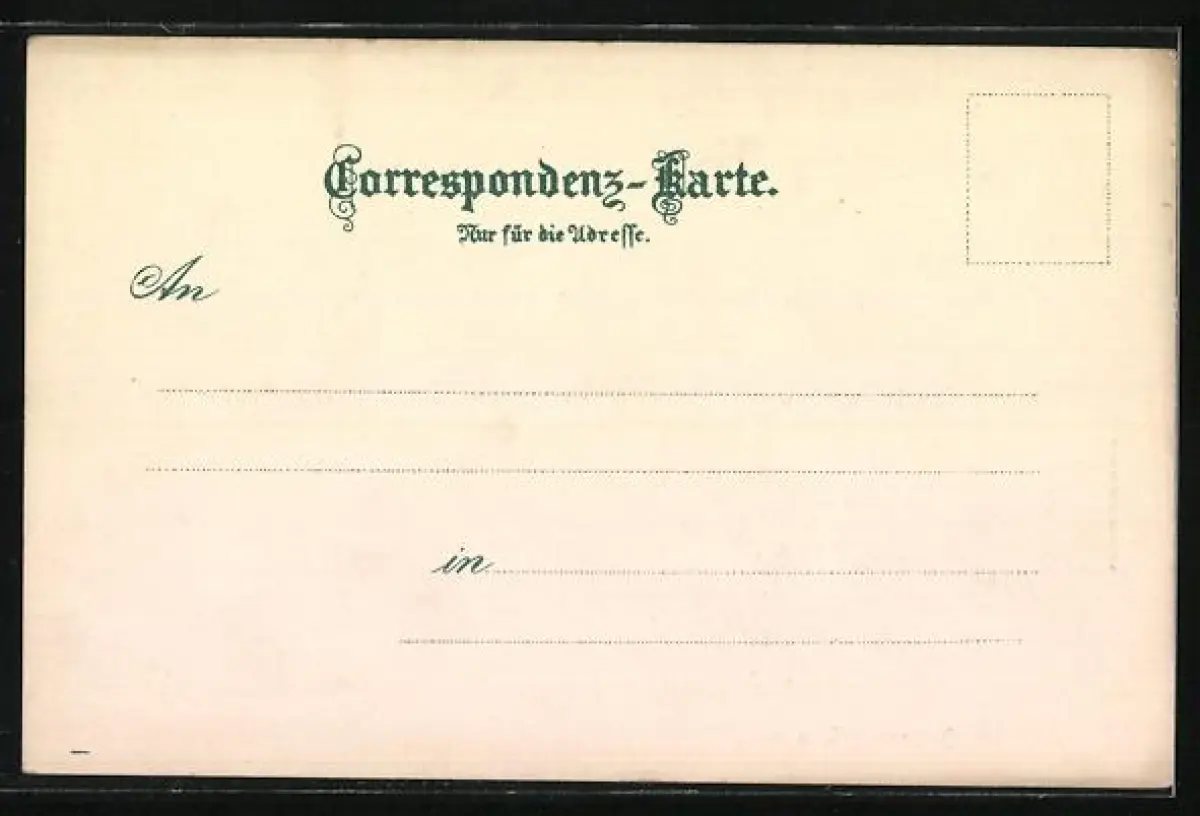 Correspondenz-Karte.
Nur für die Adresse.
An
in